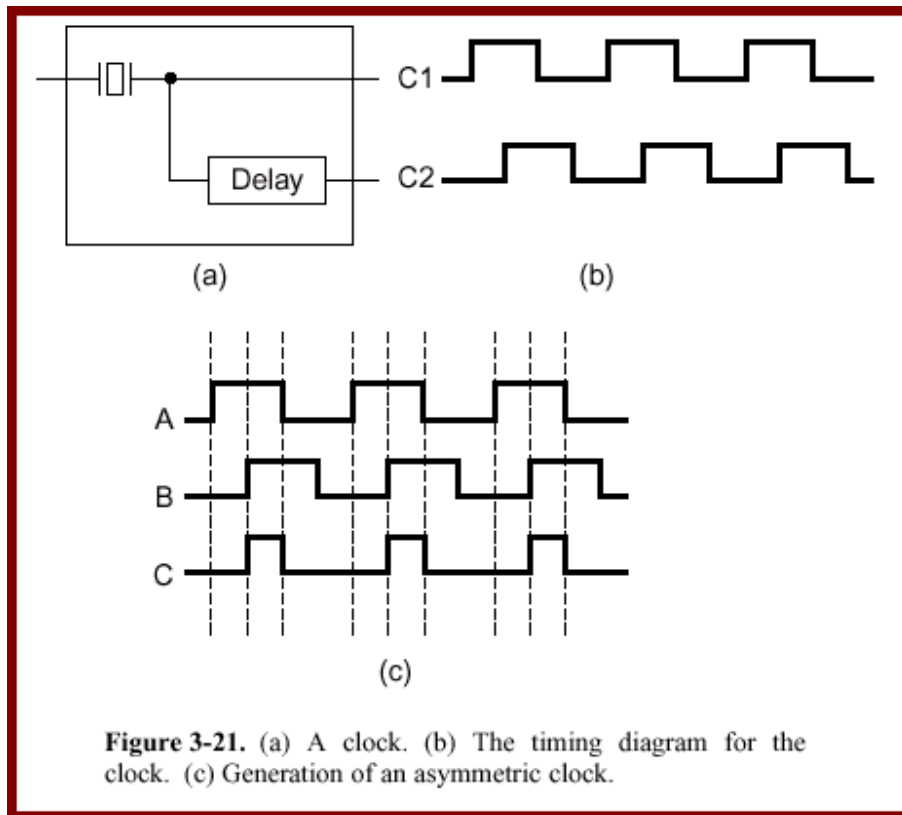 C1
Delay
C2
(a)
(b)
A
B
C
(c)
Figure 3-21. (a) A clock. (b) The timing diagram for the
clock. (c) Generation of an asymmetric clock.